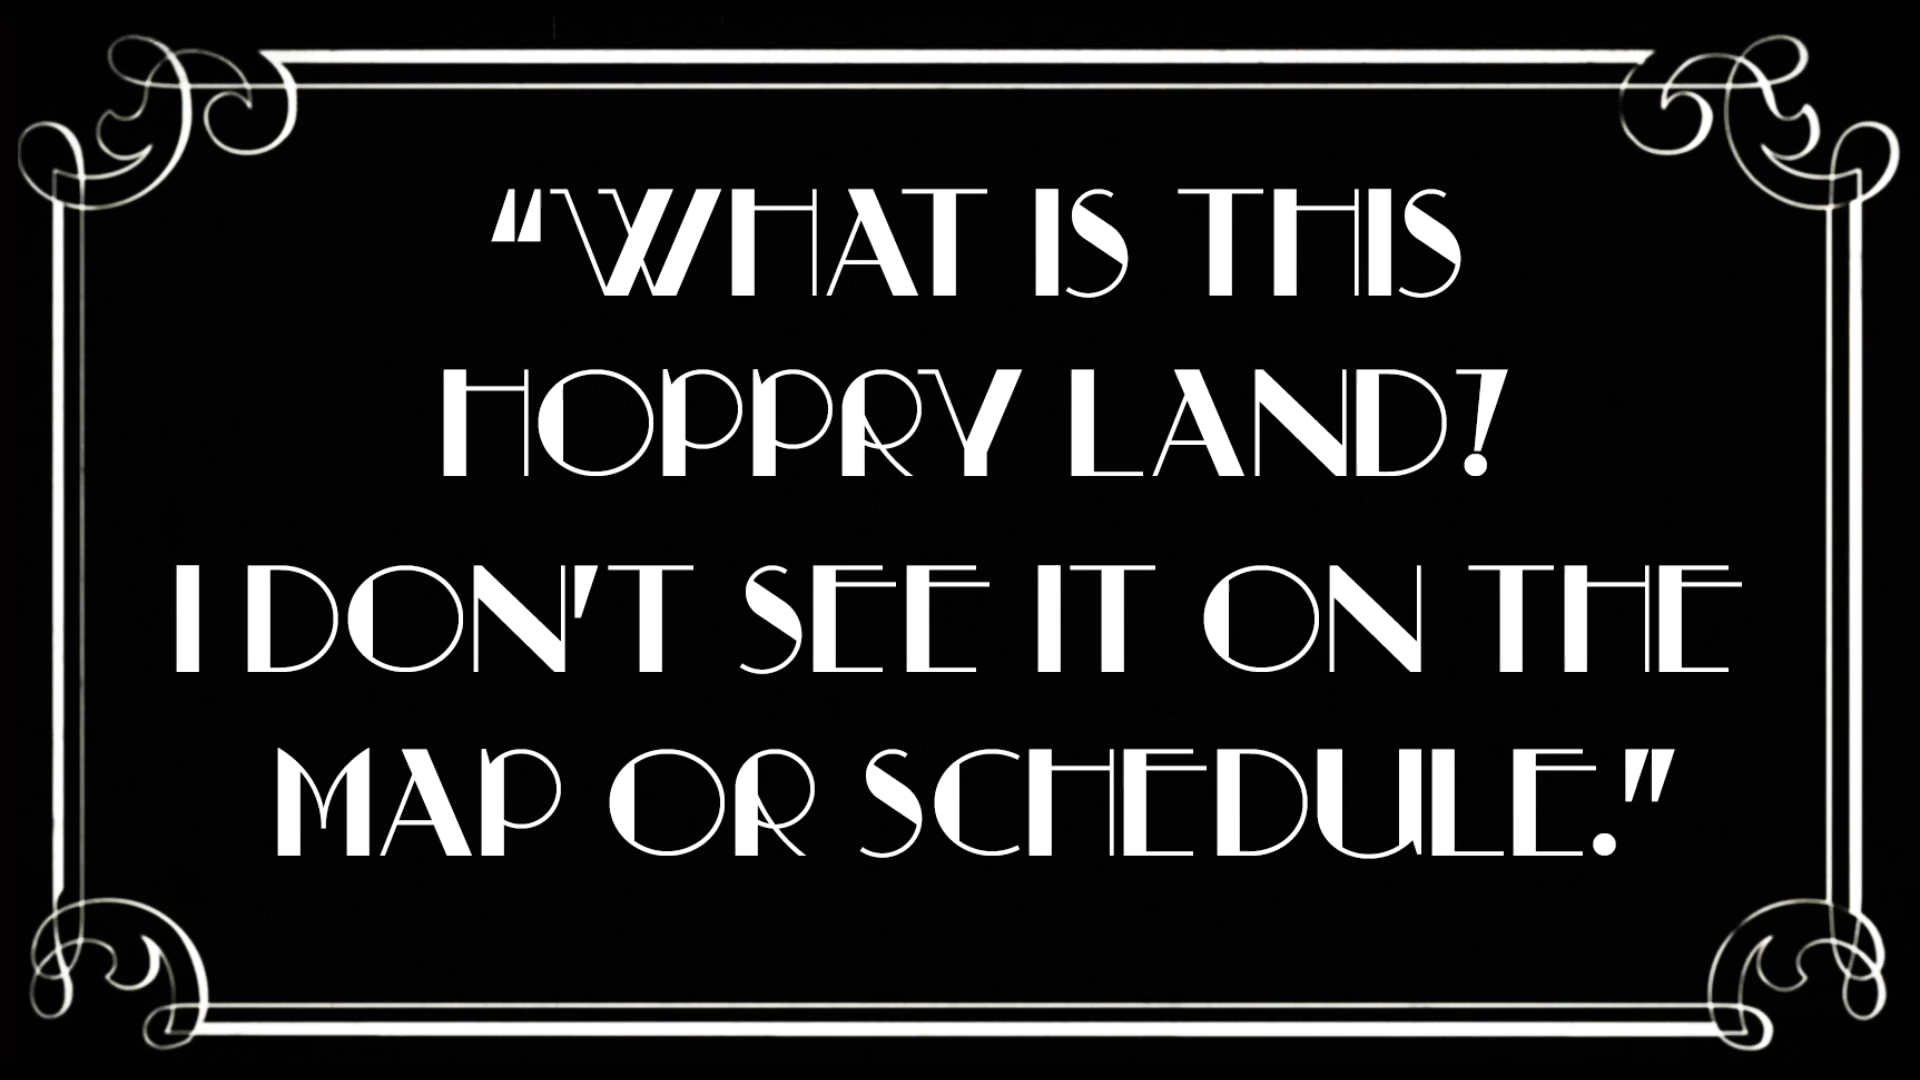 “WHAT IS THIS
HOPPRY LAND?
I DON'T SEE IT ON THE
MAP OR SCHEDULE."